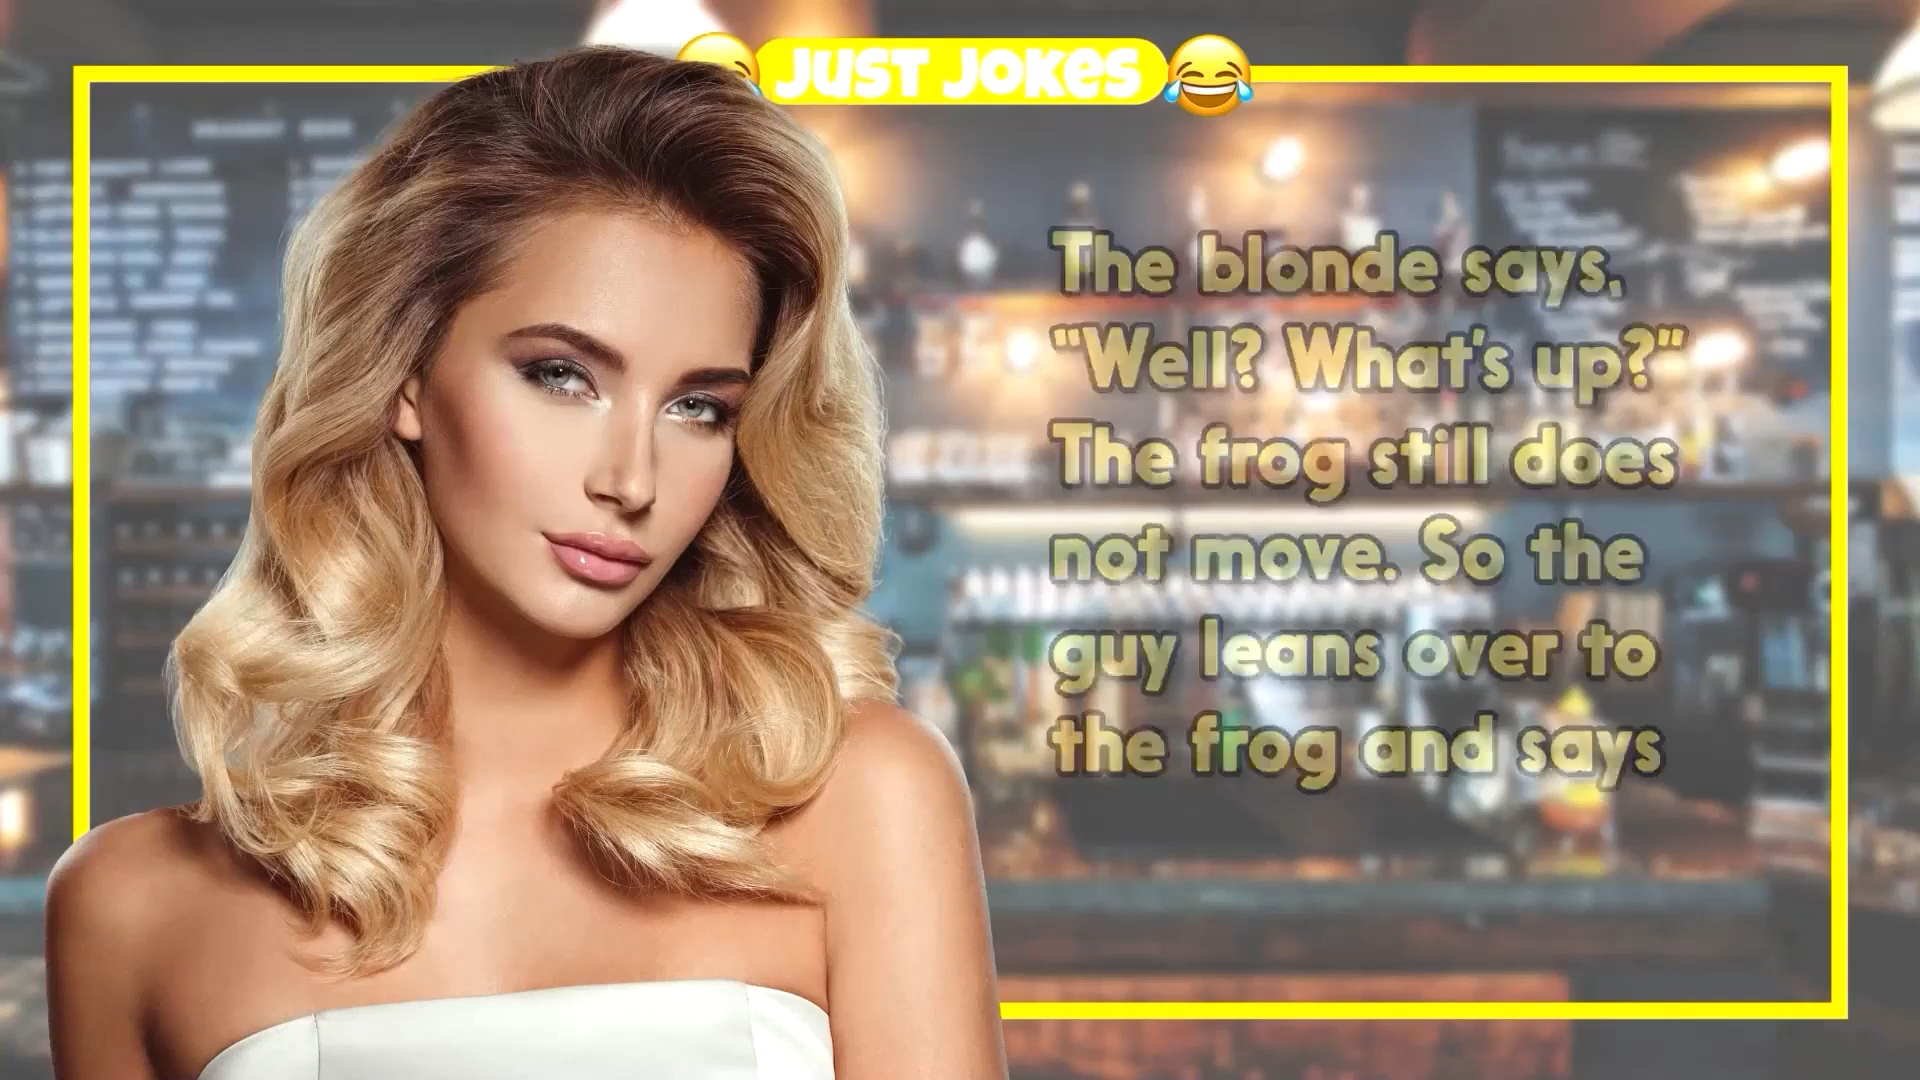 JUST JOKES
The blonde says,
"Well? What's up?"
The frog still does
not move. So the
guy leans over to
the frog and says